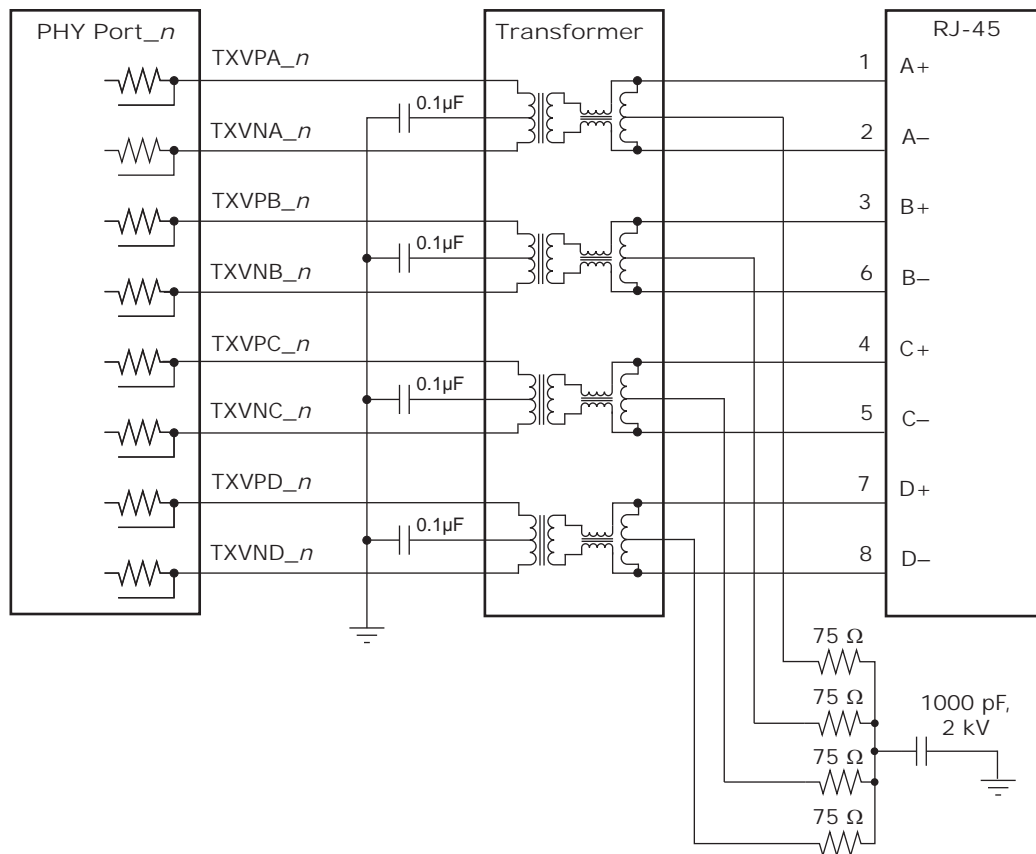 PHY Port_n
Transformer
RJ-45
TXVPA_n
1 A+
0.1µF
TXVNA_n
2 A–
TXVPB_n
3 B+
0.1µF
TXVNB_n
6 B–
TXVPC_n
4 C+
0.1µF
TXVNC_n
5 C–
TXVPD_n
7 D+
0.1µF
TXVND_n
8 D–
75 Ω
75 Ω
1000 pF,
2 kV
75 Ω
75 Ω